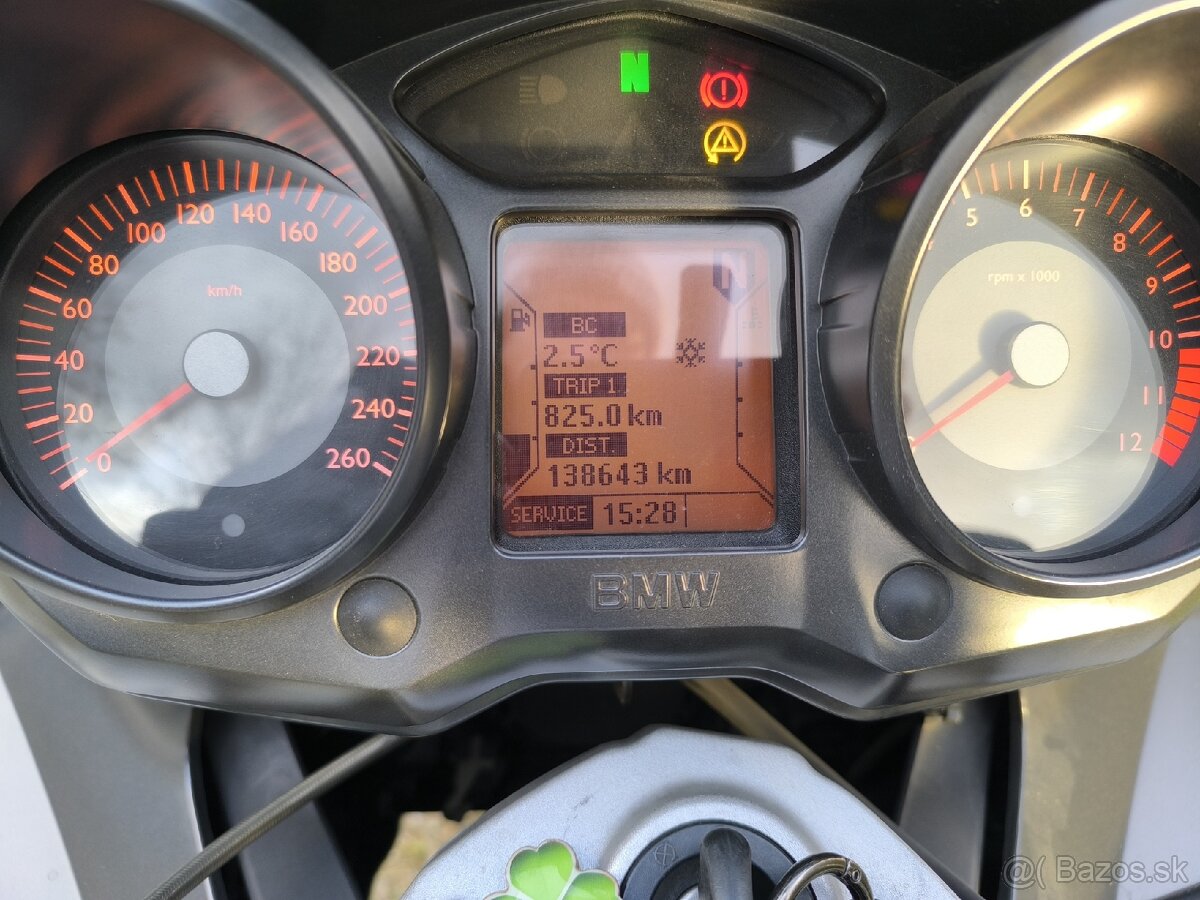 N
20
40
60
80
100
120
140
160
180
200
220
240
260
0
km/h
N
BC
2.5°C
TRIP 1
825.0 km
DIST.
138643 km
SERVICE 15:28
BMW
5
6
7
8
9
10
11
12
rpm x 1000
@( Bazos.sk